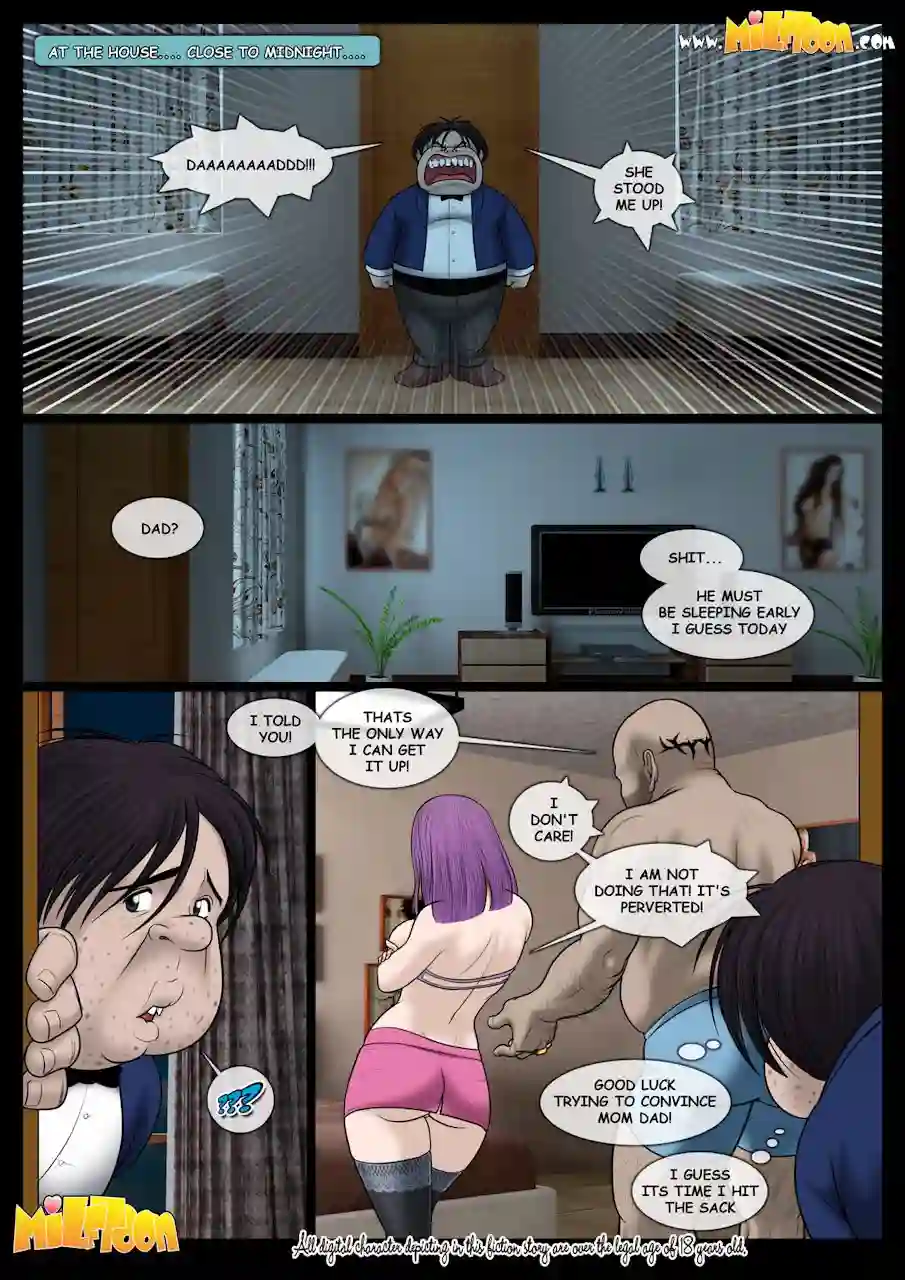 AT THE HOUSE.... CLOSE TO MIDNIGHT....
www.MILFToon.com
DAAAAAAAADDD!!!
SHE
STOOD
ME UP!
DAD?
SHIT...
HE MUST
BE SLEEPING EARLY
I GUESS TODAY
I TOLD
YOU!
THATS
THE ONLY WAY
I CAN GET
IT UP!
I
DON'T
CARE!
I AM NOT
DOING THAT! IT'S
PERVERTED!
???
GOOD LUCK
TRYING TO CONVINCE
MOM DAD!
I GUESS
ITS TIME I HIT
THE SACK
MILFToon
All digital character depicting in this fiction story are over the legal age of 18 years old.